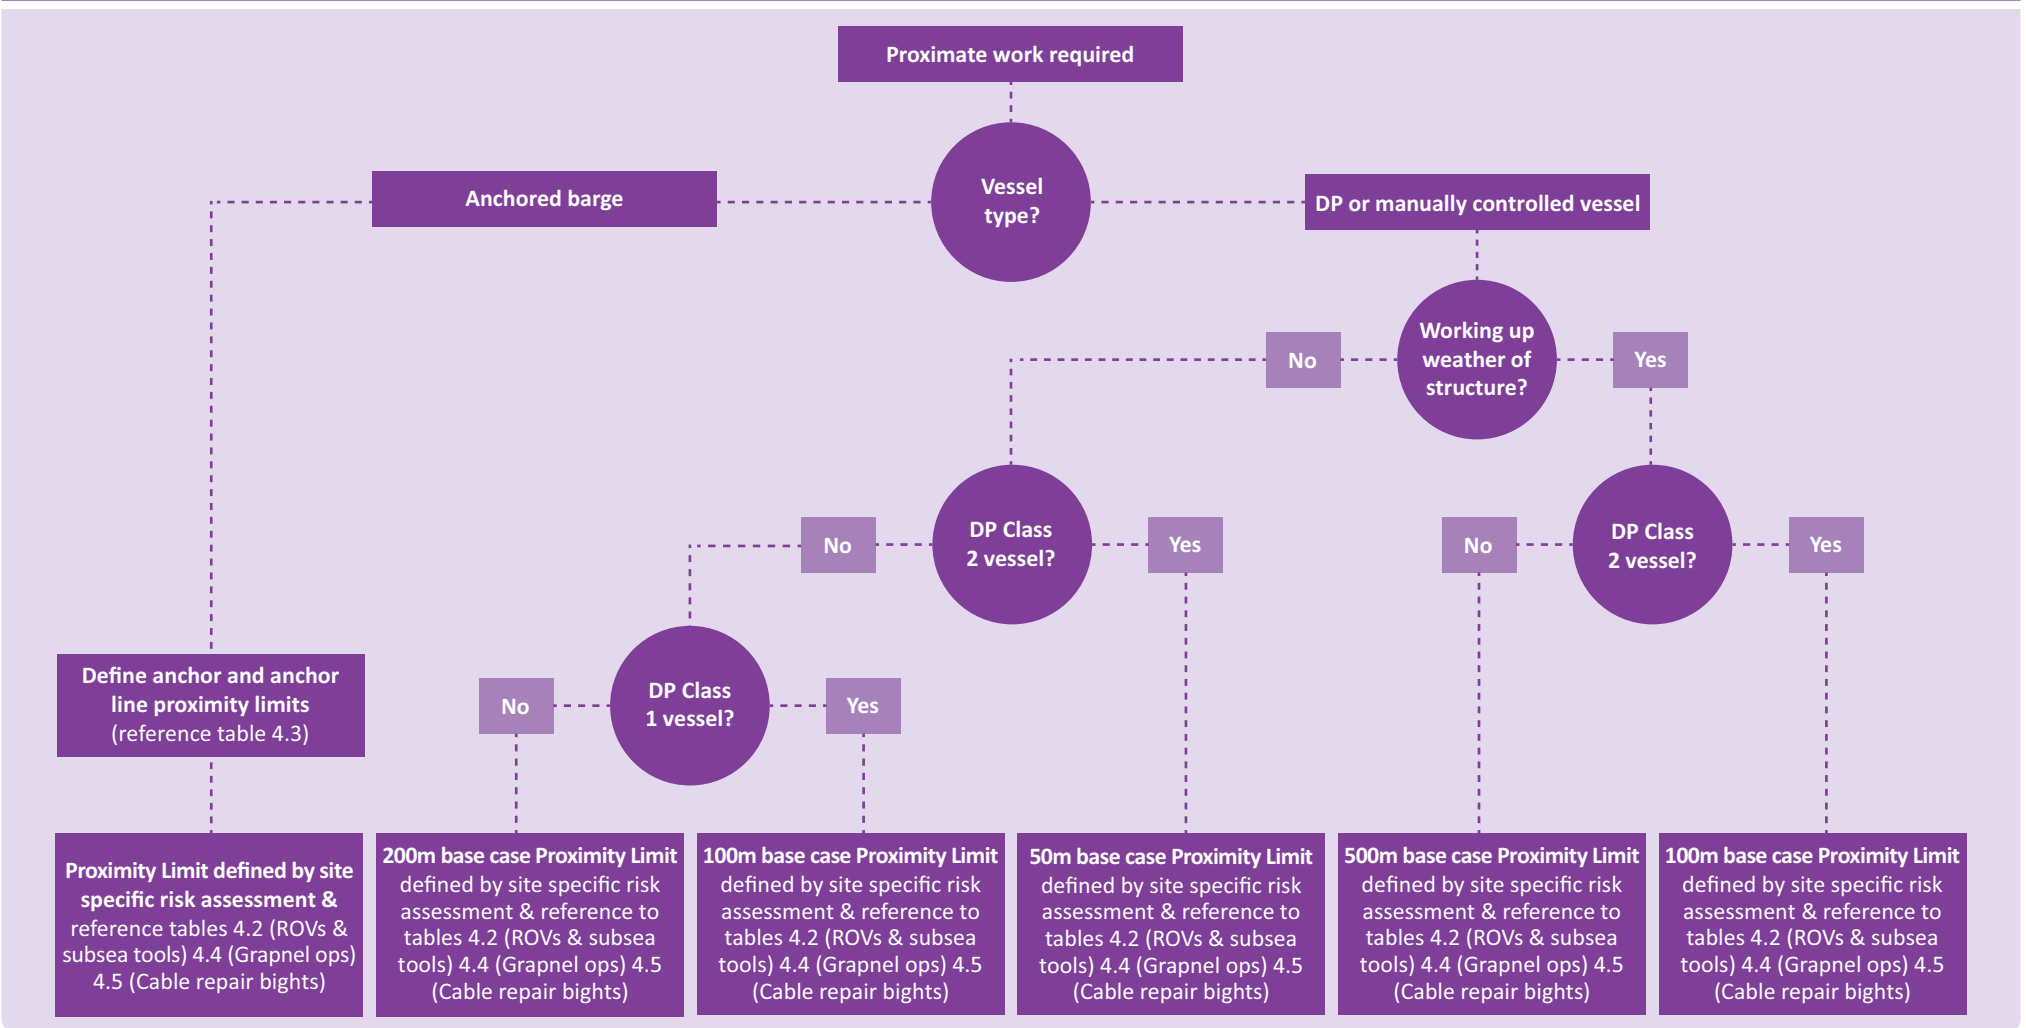 Proximate work required
Vessel
type?
Anchored barge
DP or manually controlled vessel
Working up
weather of
structure?
No
Yes
DP Class
2 vessel?
No
Yes
DP Class
2 vessel?
No
Yes
DP Class
1 vessel?
No
Yes
Define anchor and anchor
line proximity limits
(reference table 4.3)
Proximity Limit defined by site
specific risk assessment &
reference tables 4.2 (ROVs &
subsea tools) 4.4 (Grapnel ops)
4.5 (Cable repair bights)
200m base case Proximity Limit
defined by site specific risk
assessment & reference to
tables 4.2 (ROVs & subsea
tools) 4.4 (Grapnel ops) 4.5
(Cable repair bights)
100m base case Proximity Limit
defined by site specific risk
assessment & reference to
tables 4.2 (ROVs & subsea
tools) 4.4 (Grapnel ops) 4.5
(Cable repair bights)
50m base case Proximity Limit
defined by site specific risk
assessment & reference to
tables 4.2 (ROVs & subsea
tools) 4.4 (Grapnel ops) 4.5
(Cable repair bights)
500m base case Proximity Limit
defined by site specific risk
assessment & reference to
tables 4.2 (ROVs & subsea
tools) 4.4 (Grapnel ops) 4.5
(Cable repair bights)
100m base case Proximity Limit
defined by site specific risk
assessment & reference to
tables 4.2 (ROVs & subsea
tools) 4.4 (Grapnel ops) 4.5
(Cable repair bights)